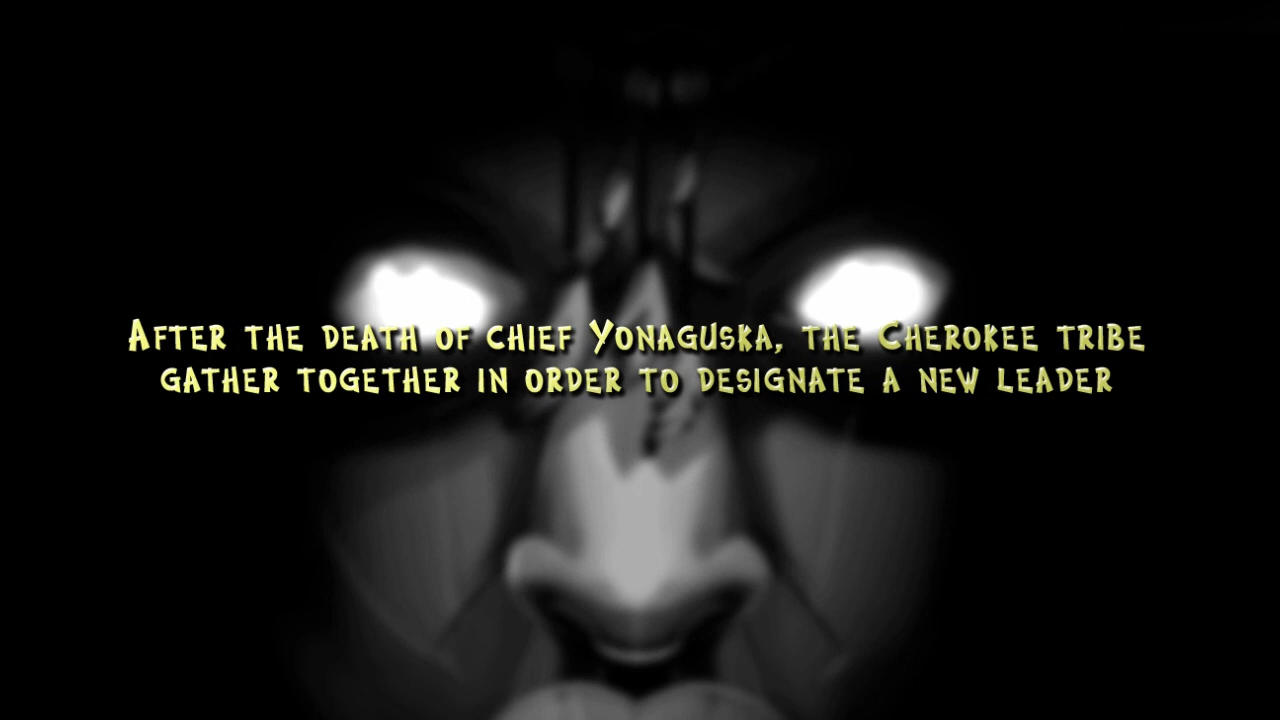 After the death of chief Yonaguska, the Cherokee tribe
gather together in order to designate a new leader